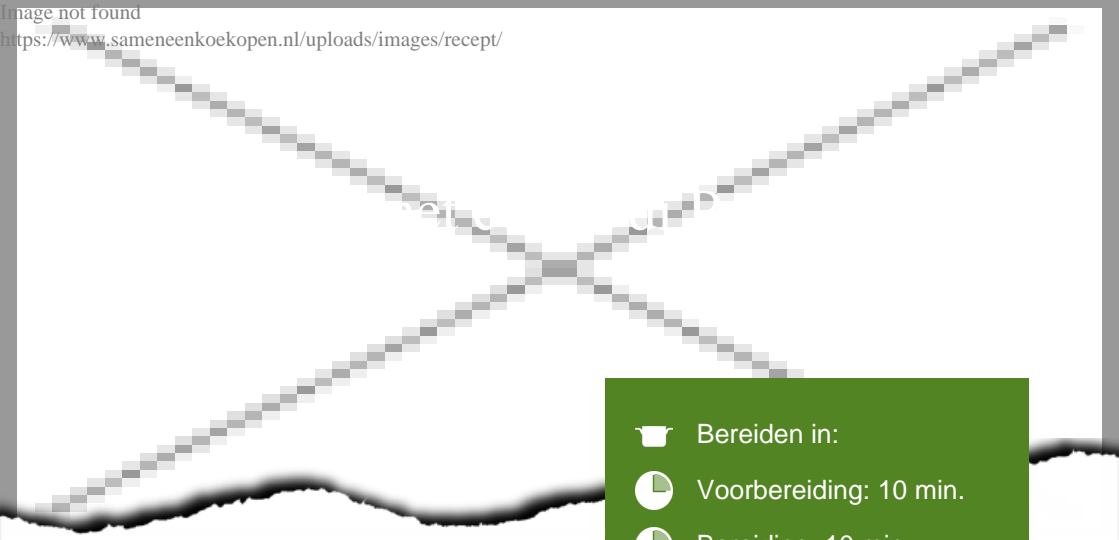 Image not found
https://www.sameneenkoekopen.nl/uploads/images/recept/
Bereiden in:
Voorbereiding: 10 min.